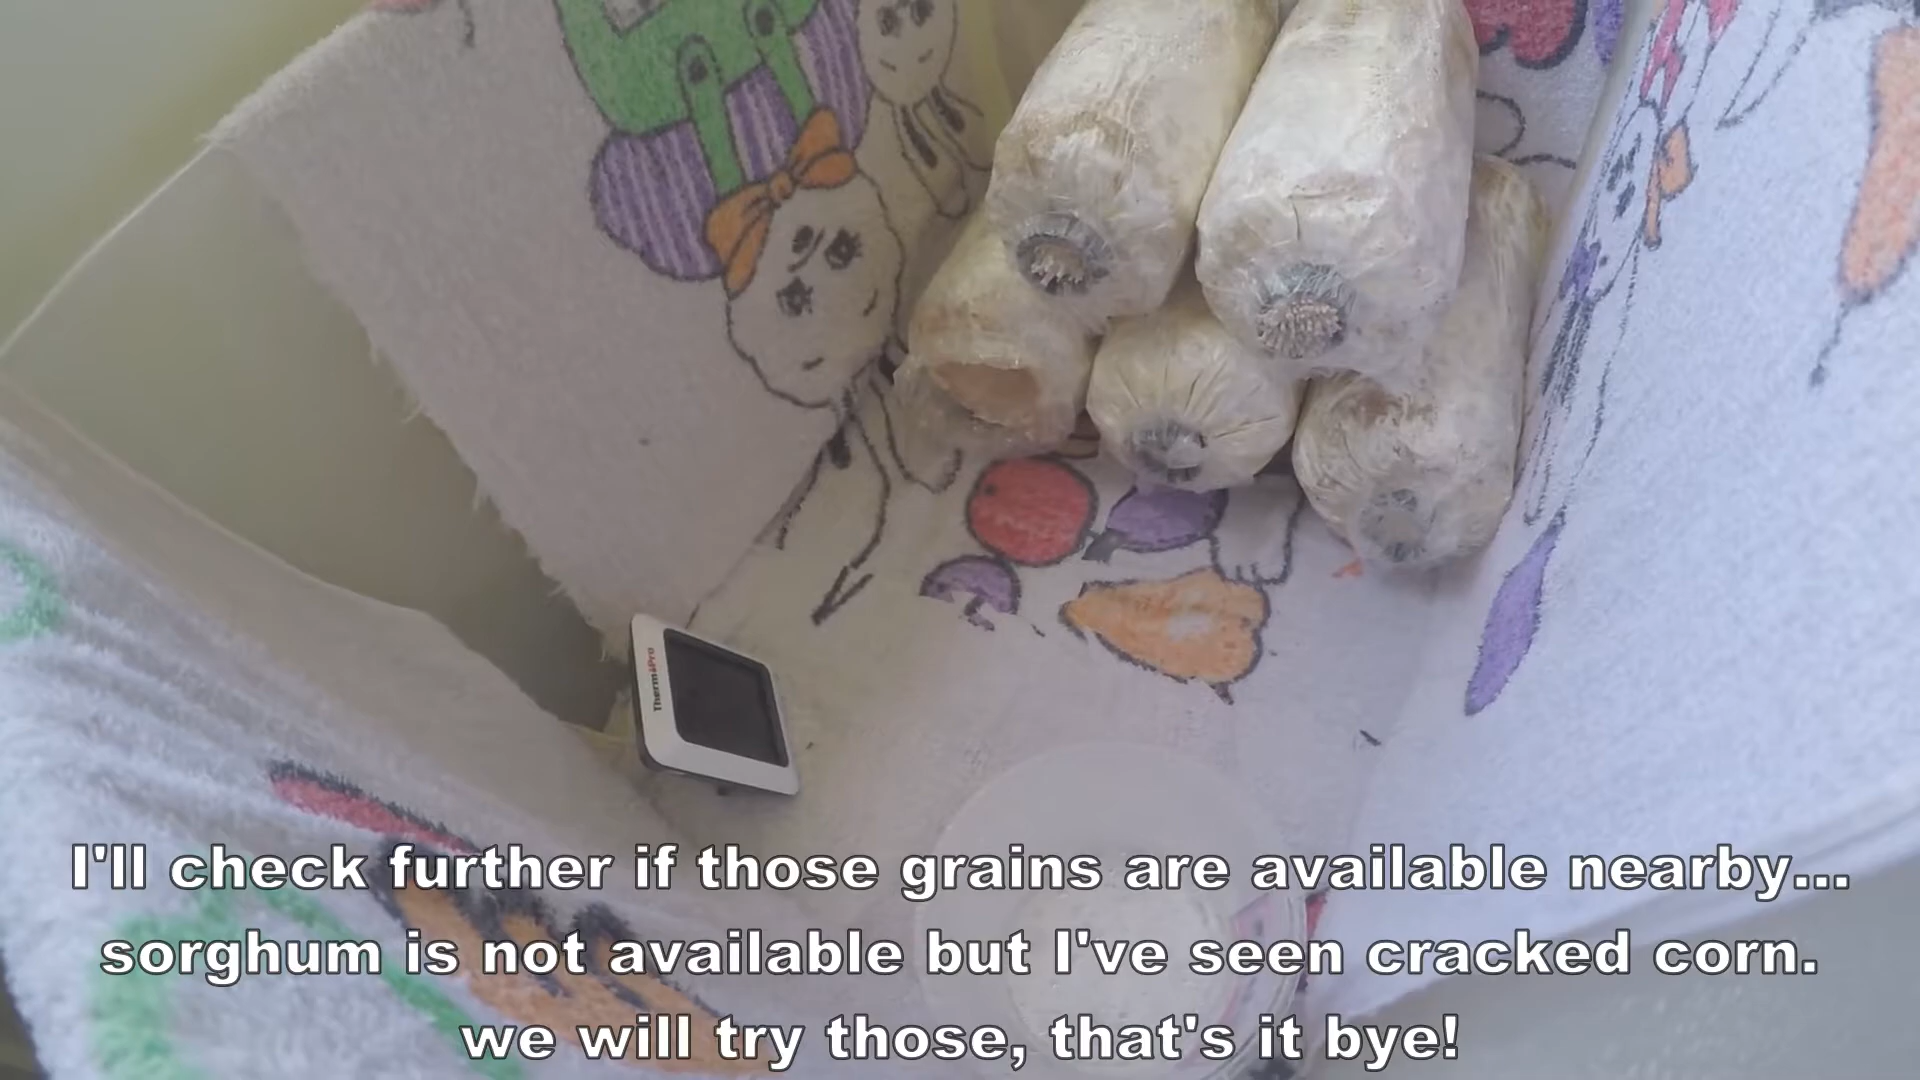 ThermoPro
I'll check further if those grains are available nearby...
sorghum is not available but I've seen cracked corn.
we will try those, that's it bye!